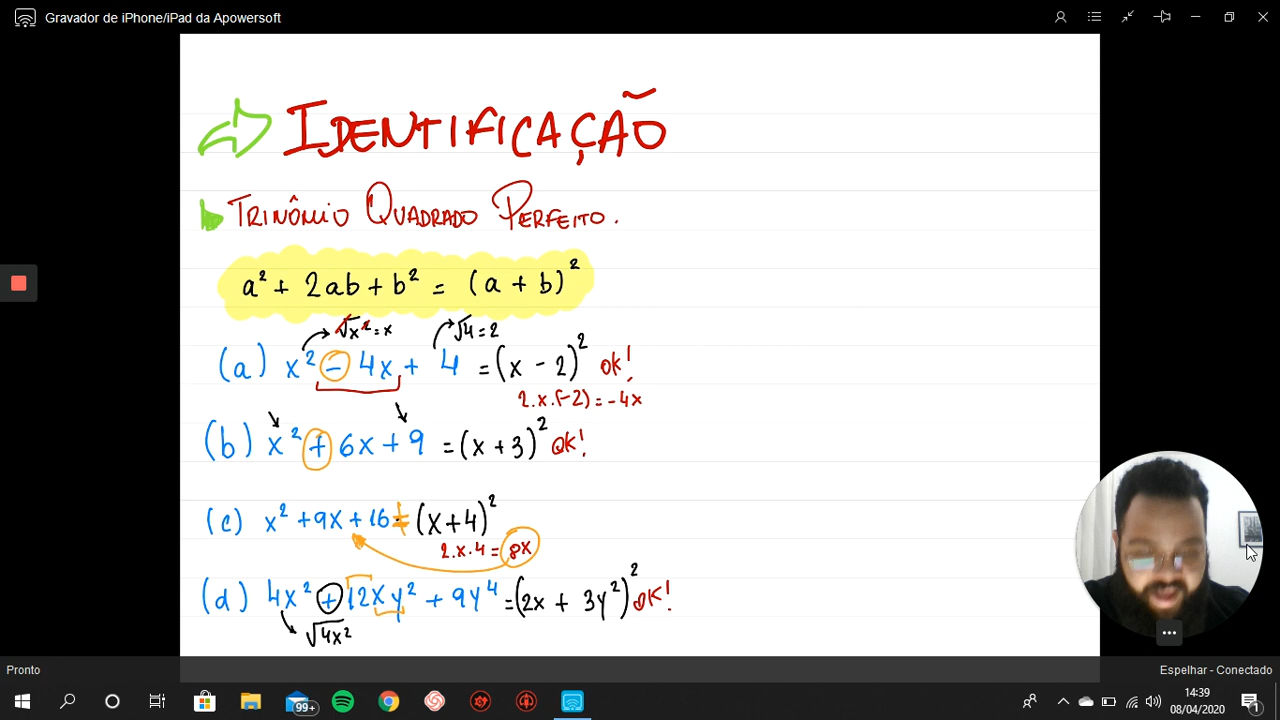 Gravador de iPhone/iPad da Apowersoft
IDENTIFICAÇÃO
TRINÔMIO QUADRADO PERFEITO.
a² + 2ab + b² = (a + b)²
√x² = x √4 = 2
(a) x² - 4x + 4 = (x - 2)² OK!
2.x.(-2) = -4x
(b) x² + 6x + 9 = (x + 3)² OK!
(c) x² + 9x + 16 ≠ (x + 4)²
2.x.4 = 8x
(d) 4x² + 12xy² + 9y⁴ = (2x + 3y²)² OK!
√4x²
Pronto
Espelhar - Conectado
99+
14:39
08/04/2020
1